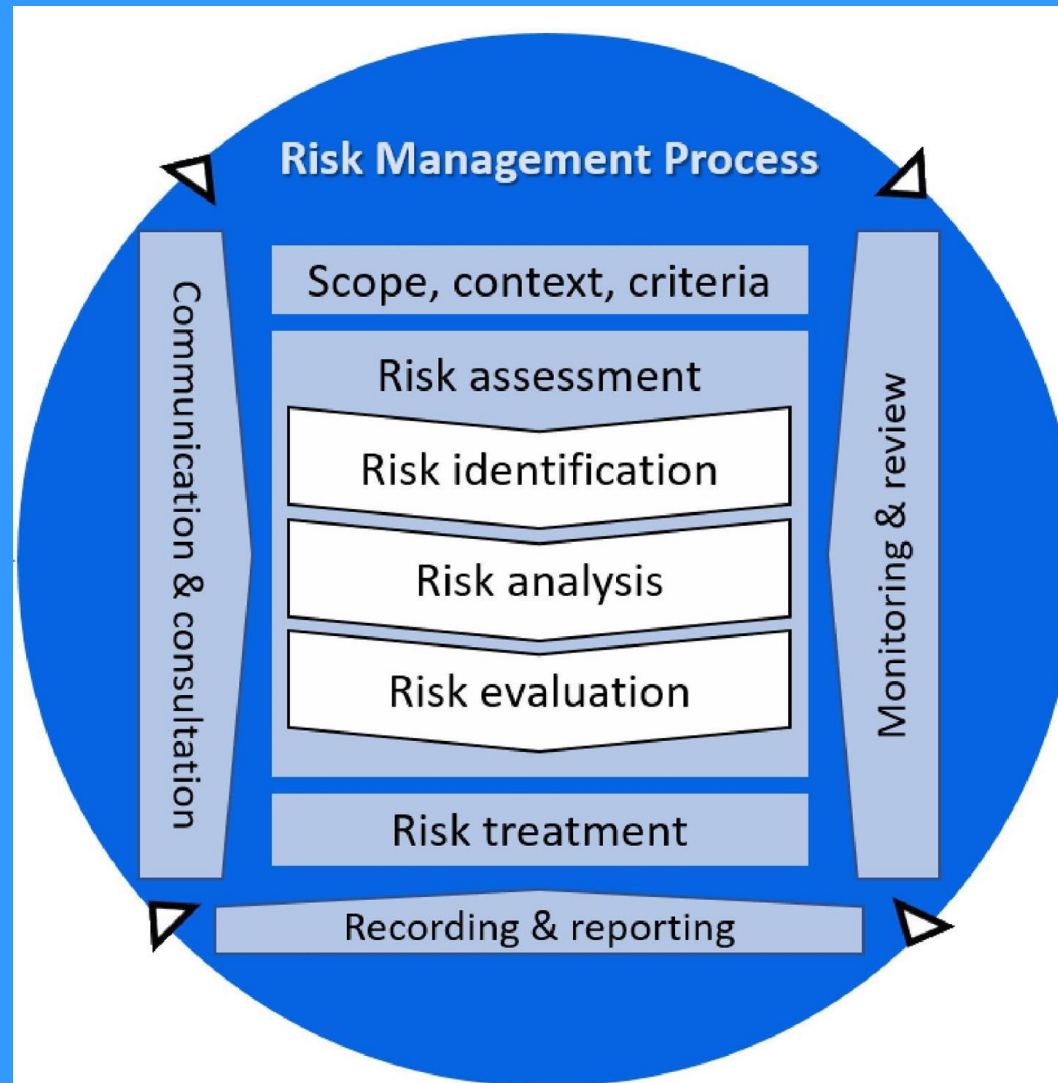 Risk Management Process
Scope, context, criteria
Risk assessment
Risk identification
Risk analysis
Risk evaluation
Risk treatment
Communication & consultation
Monitoring & review
Recording & reporting